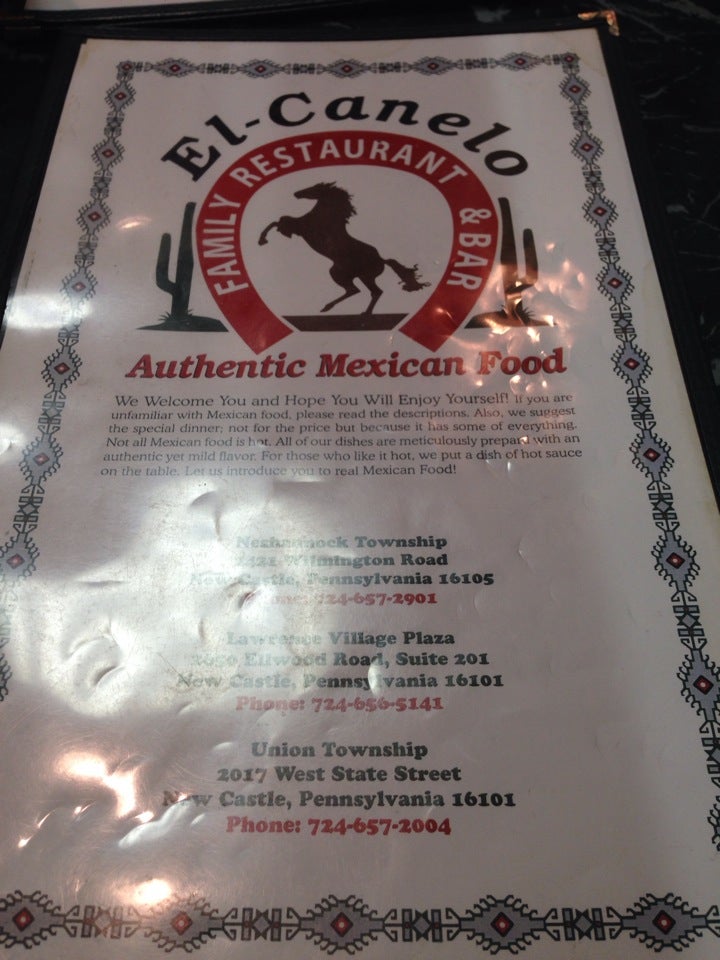 El-Canelo
FAMILY RESTAURANT & BAR
Authentic Mexican Food
We Welcome You and Hope You Will Enjoy Yourself! If you are
unfamiliar with Mexican food, please read the descriptions. Also, we suggest
the special dinner; not for the price but because it has some of everything.
Not all Mexican food is hot. All of our dishes are meticulously prepared with an
authentic yet mild flavor. For those who like it hot, we put a dish of hot sauce
on the table. Let us introduce you to real Mexican Food!
Neshannock Township
Wilmington Road
New Castle, Pennsylvania 16105
Phone: 724-657-2901
Lawrence Village Plaza
Ellwood Road, Suite 201
New Castle, Pennsylvania 16101
Phone: 724-656-5141
Union Township
2017 West State Street
New Castle, Pennsylvania 16101
Phone: 724-657-2004